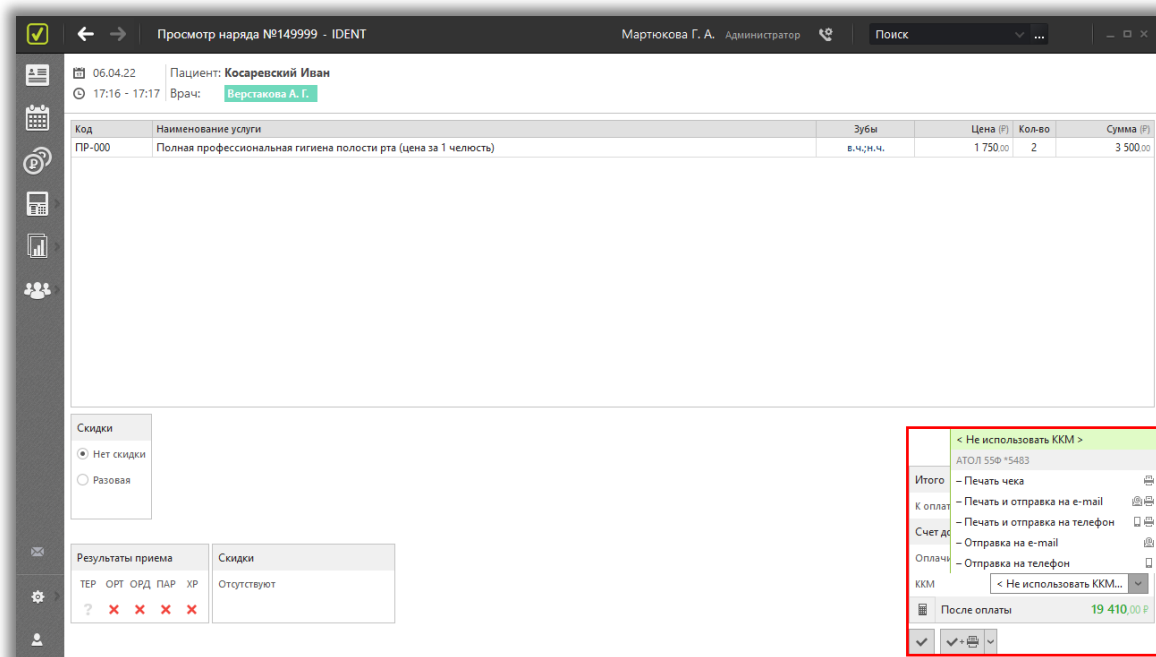 Просмотр наряда №149999 - IDENT
Мартюкова Г. А. Администратор
Поиск
...
06.04.22 Пациент: Косаревский Иван
17:16 - 17:17 Врач: Верстакова А. Г.
Код Наименование услуги Зубы Цена (₽) Кол-во Сумма (₽)
ПР-000 Полная профессиональная гигиена полости рта (цена за 1 челюсть) в.ч.;н.ч. 1 750.00 2 3 500.00
Скидки
Нет скидки
Разовая
Результаты приема
ТЕР ОРТ ОРД ПАР ХР
?
Скидки
Отсутствуют
< Не использовать ККМ >
АТОЛ 55Ф *5483
Итого – Печать чека
К оплат – Печать и отправка на e-mail
– Печать и отправка на телефон
Счет до
– Отправка на e-mail
Оплачи – Отправка на телефон
ККМ < Не использовать ККМ...
После оплаты 19 410,00 ₽